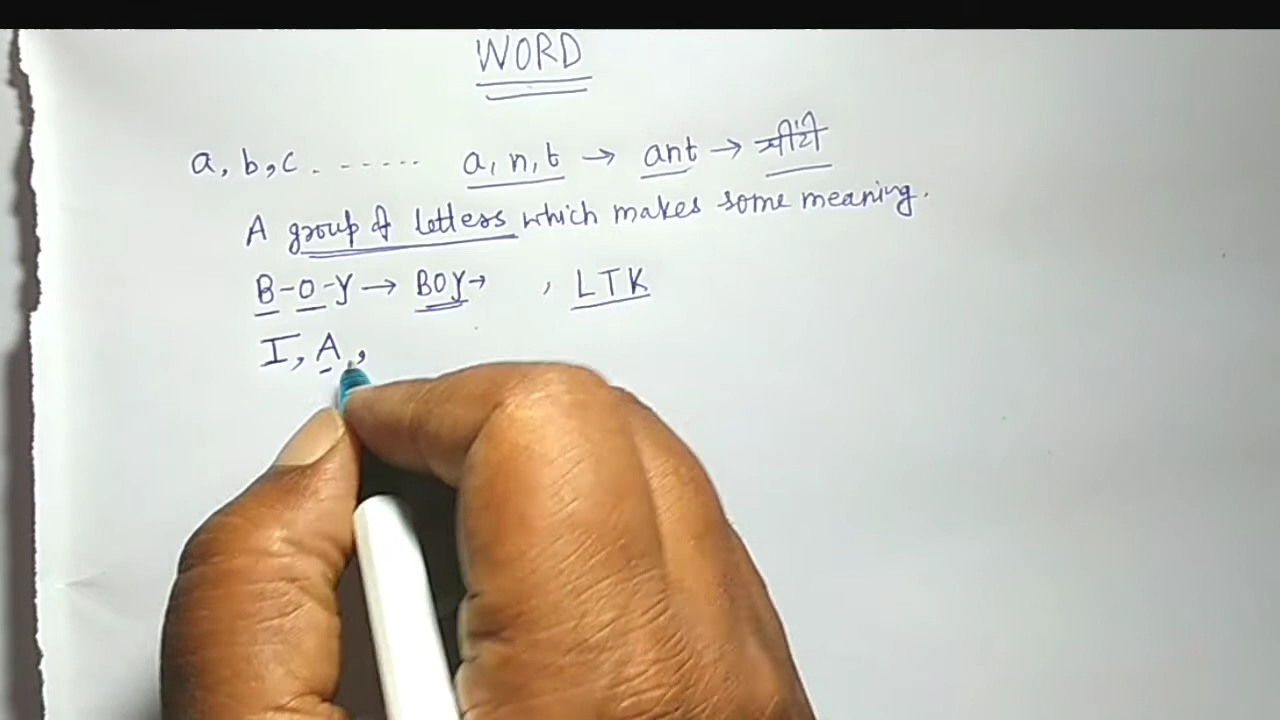 WORD
a, b, c . - - - - - a, n, t → ant → चींटी
A group of letters which makes some meaning.
B-O-Y → BOY → , LTK
I, A,,